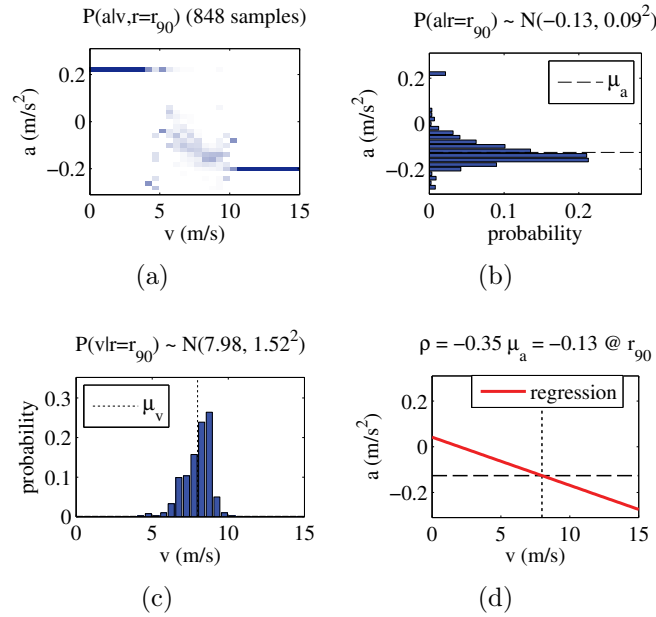 P(a|v,r=r₉₀) (848 samples)
0.2
0
−0.2
a (m/s²)
0 5 10 15
v (m/s)
(a)
P(a|r=r₉₀) ~ N(−0.13, 0.09²)
0.2
0
−0.2
a (m/s²)
μₐ
0 0.1 0.2
probability
(b)
P(v|r=r₉₀) ~ N(7.98, 1.52²)
0.3
0.2
0.1
0
probability
μᵥ
0 5 10 15
v (m/s)
(c)
ρ = −0.35 μₐ = −0.13 @ r₉₀
0.2
0
−0.2
a (m/s²)
regression
0 5 10 15
v (m/s)
(d)